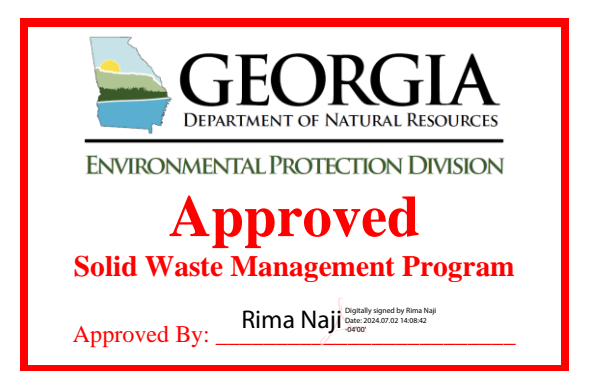 GEORGIA
DEPARTMENT OF NATURAL RESOURCES
ENVIRONMENTAL PROTECTION DIVISION
Approved
Solid Waste Management Program
Approved By: Rima Naji
Digitally signed by Rima Naji
Date: 2024.07.02 14:08:42
-04'00'